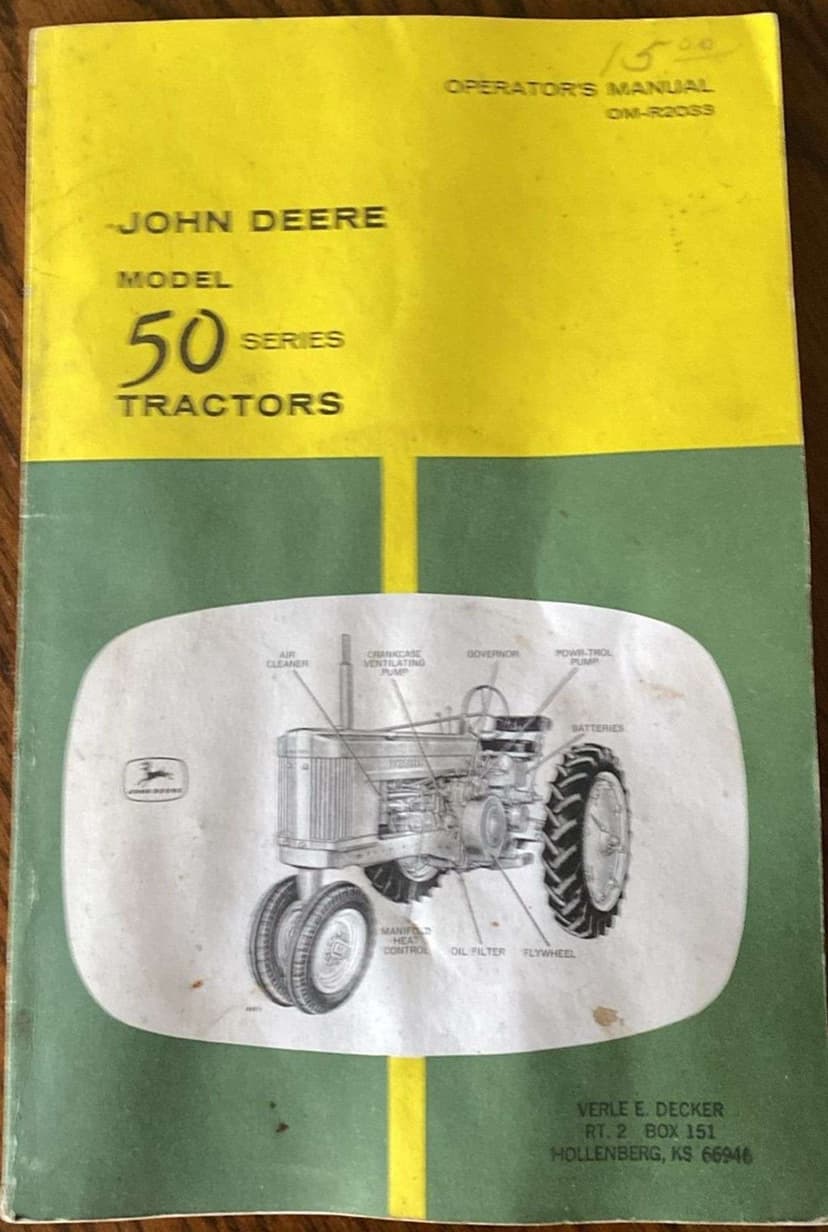 15 00
OPERATOR'S MANUAL
OM-R2033
JOHN DEERE
MODEL
50 SERIES
TRACTORS
AIR
CLEANER
CRANKCASE
VENTILATING
PUMP
GOVERNOR
POWR-TROL
PUMP
BATTERIES
JOHN DEERE
MANIFOLD
HEAT
CONTROL
OIL FILTER
FLYWHEEL
VERLE E. DECKER
RT. 2 BOX 151
HOLLENBERG, KS 66946